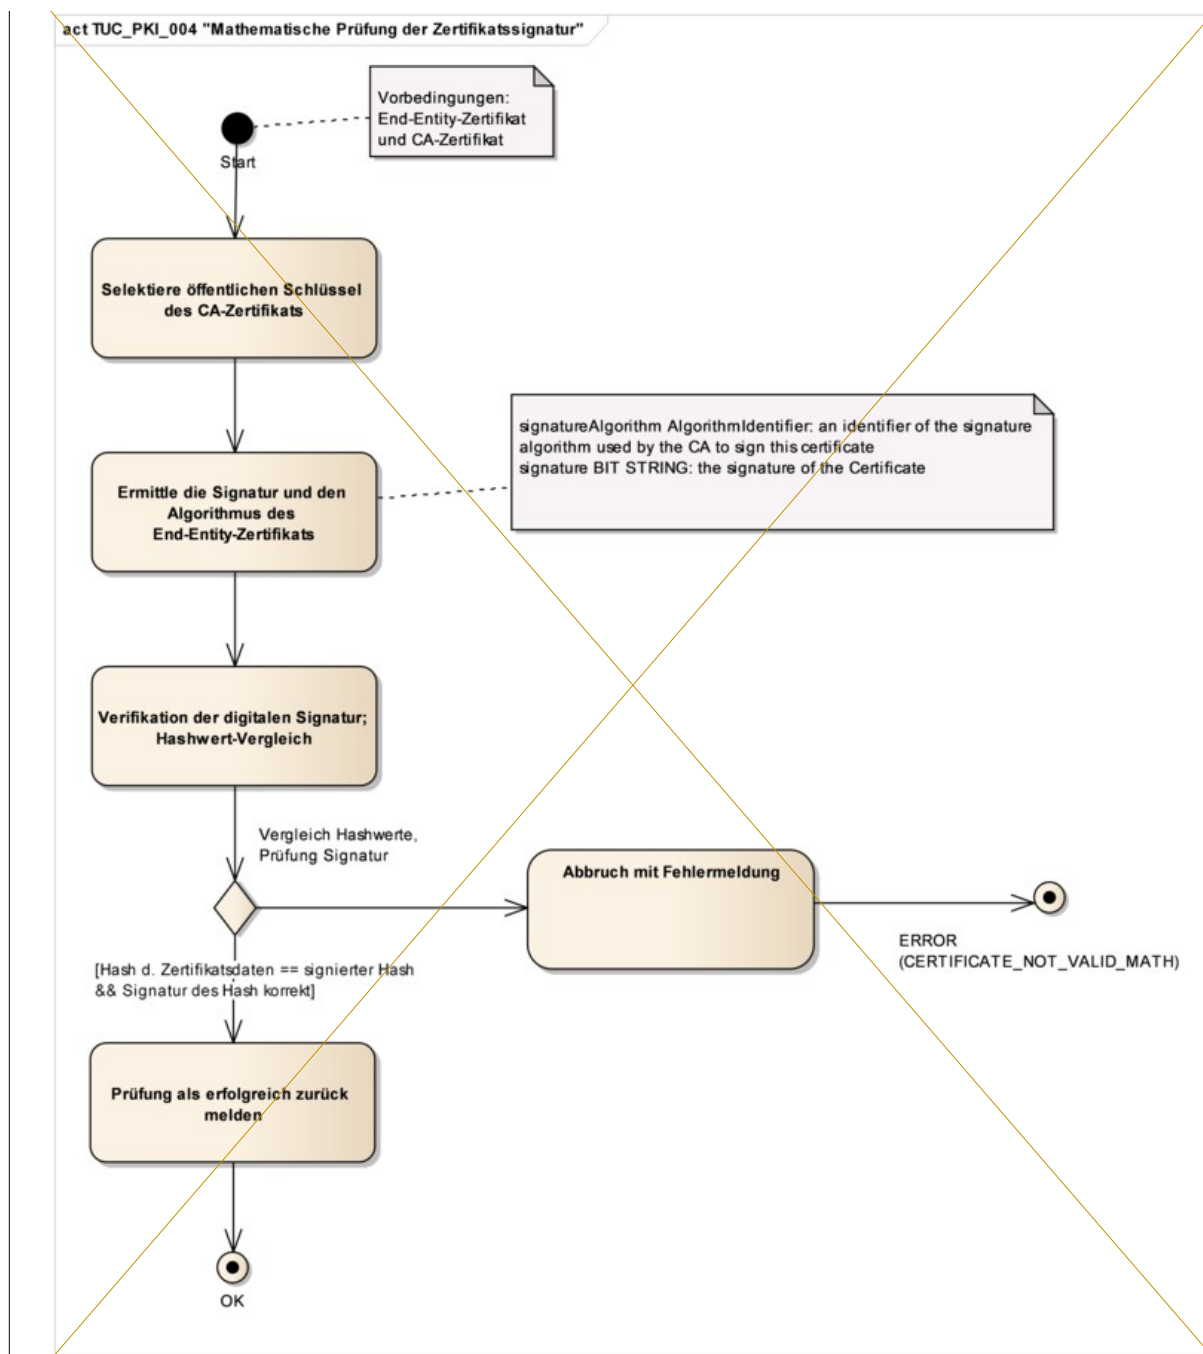 act TUC_PKI_004 "Mathematische Prüfung der Zertifikatssignatur"
Vorbedingungen:
End-Entity-Zertifikat
und CA-Zertifikat
Start
Selektiere öffentlichen Schlüssel
des CA-Zertifikats
signatureAlgorithm AlgorithmIdentifier: an identifier of the signature
algorithm used by the CA to sign this certificate
signature BIT STRING: the signature of the Certificate
Ermittle die Signatur und den
Algorithmus des
End-Entity-Zertifikats
Verifikation der digitalen Signatur;
Hashwert-Vergleich
Vergleich Hashwerte,
Prüfung Signatur
Abbruch mit Fehlermeldung
ERROR
(CERTIFICATE_NOT_VALID_MATH)
[Hash d. Zertifikatsdaten == signierter Hash
&& Signatur des Hash korrekt]
Prüfung als erfolgreich zurück
melden
OK